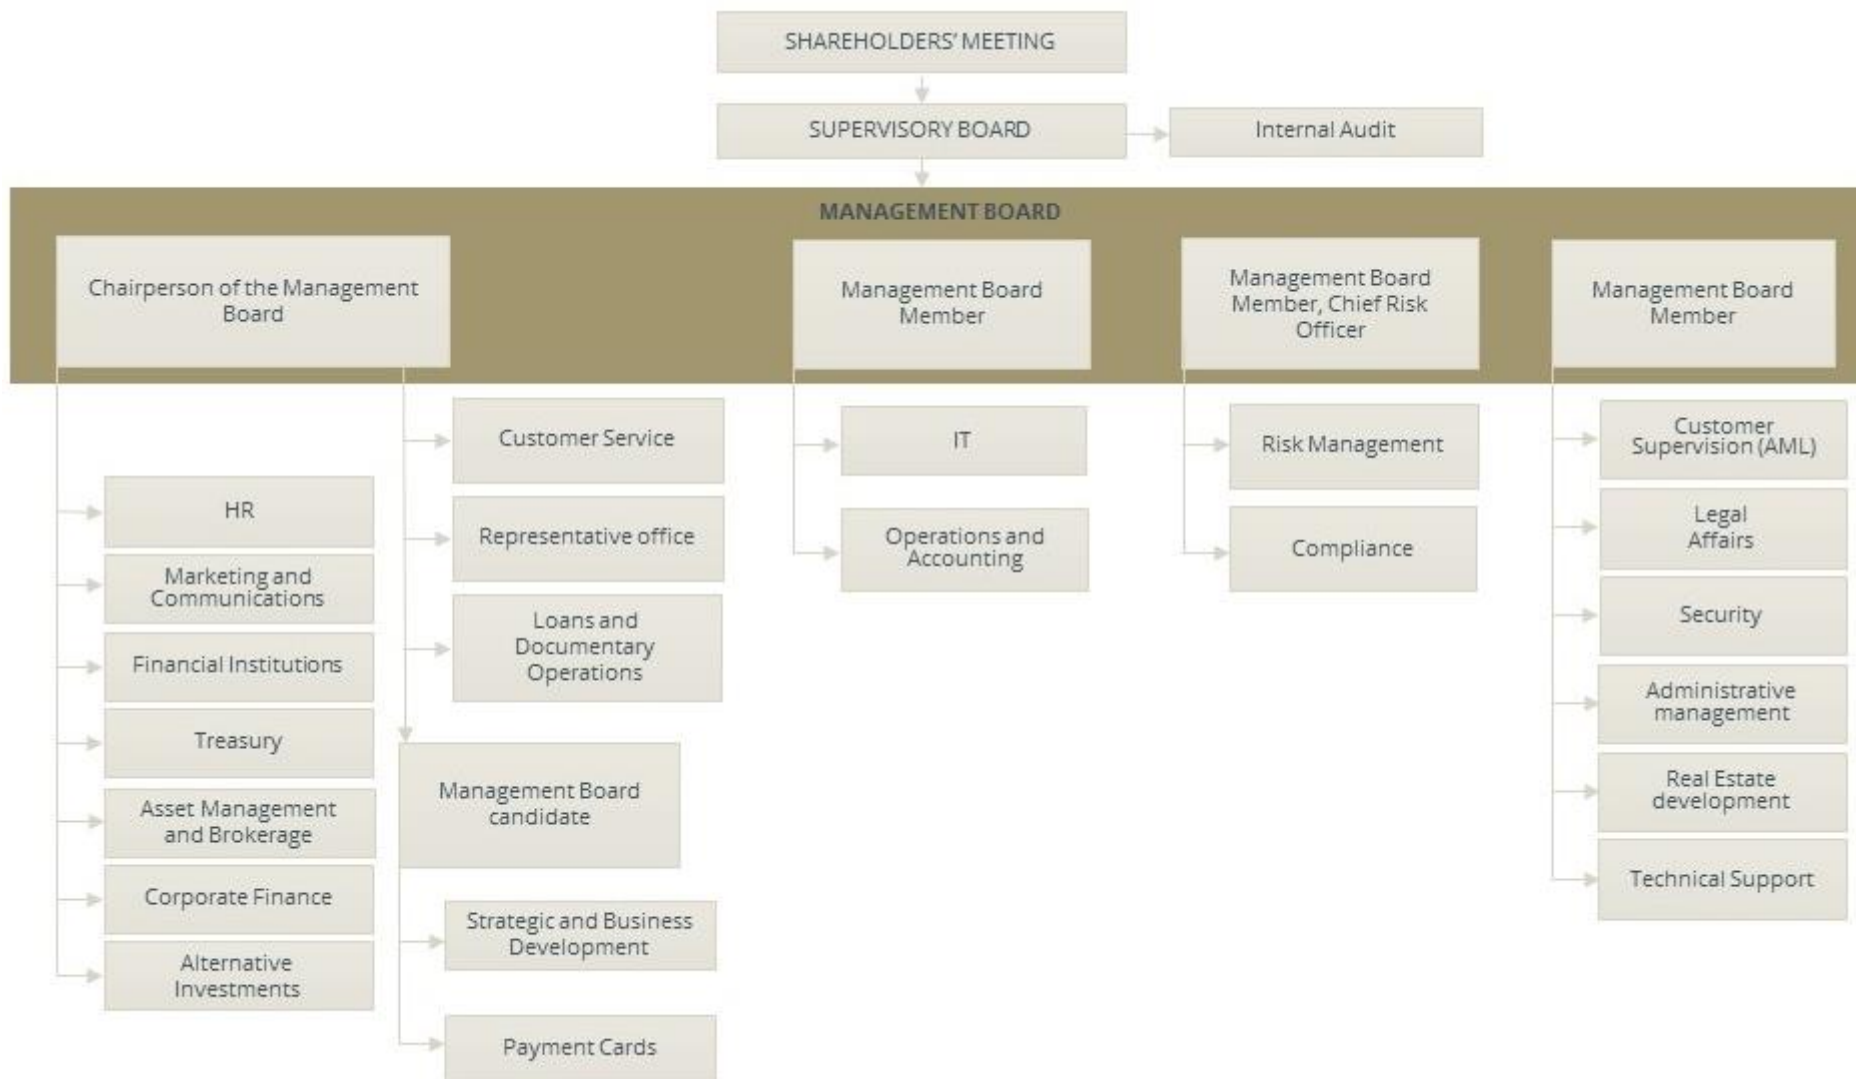 SHAREHOLDERS’ MEETING
SUPERVISORY BOARD
Internal Audit
MANAGEMENT BOARD
Chairperson of the Management
Board
Management Board
Member
Management Board
Member, Chief Risk
Officer
Management Board
Member
HR
Marketing and
Communications
Financial Institutions
Treasury
Asset Management
and Brokerage
Corporate Finance
Alternative
Investments
Customer Service
Representative office
Loans and
Documentary
Operations
Management Board
candidate
Strategic and Business
Development
Payment Cards
IT
Operations and
Accounting
Risk Management
Compliance
Customer
Supervision (AML)
Legal
Affairs
Security
Administrative
management
Real Estate
development
Technical Support